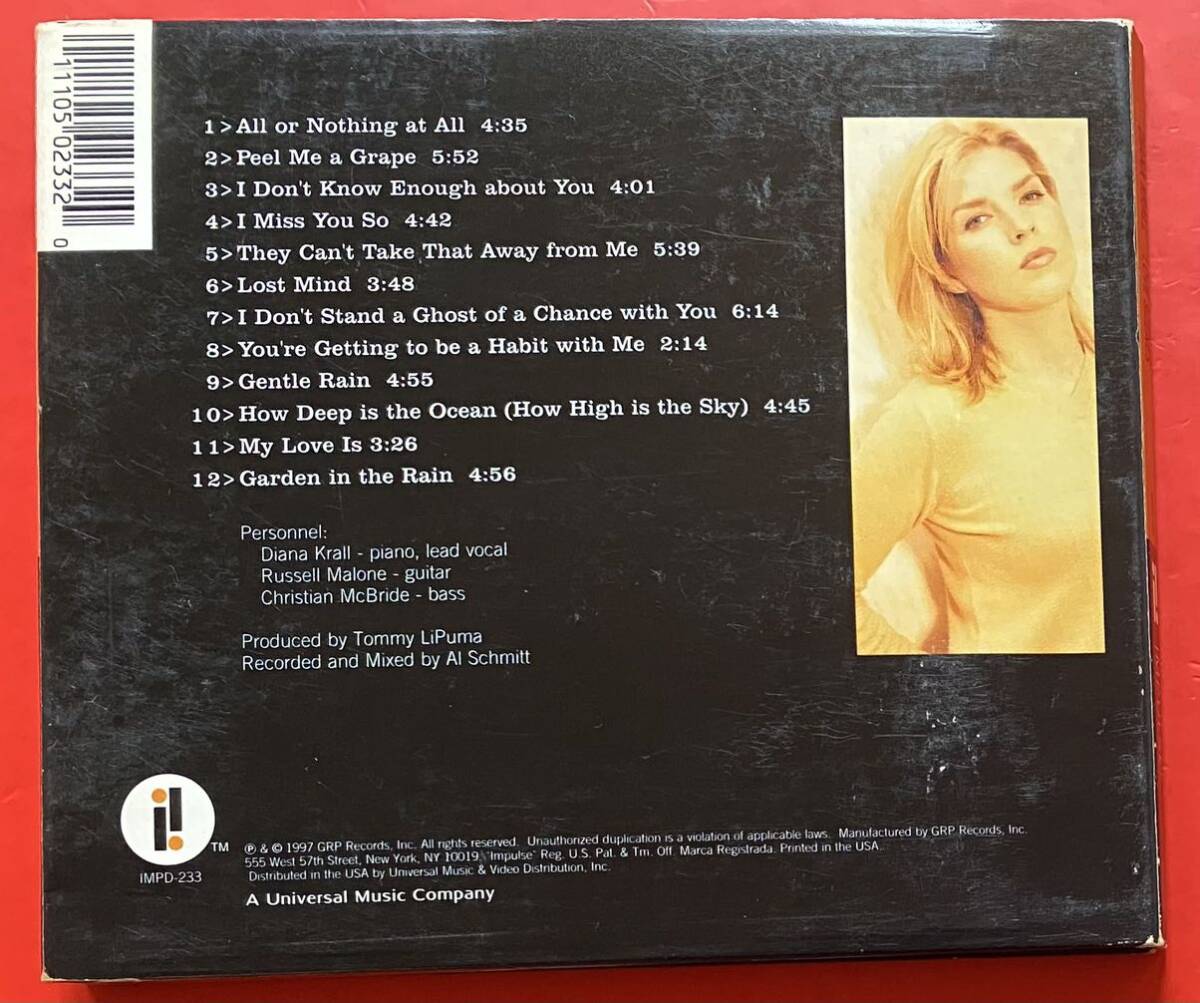 1 11105 02332 0
1>All or Nothing at All 4:35
2>Peel Me a Grape 5:52
3>I Don't Know Enough about You 4:01
4>I Miss You So 4:42
5>They Can't Take That Away from Me 5:39
6>Lost Mind 3:48
7>I Don't Stand a Ghost of a Chance with You 6:14
8>You're Getting to be a Habit with Me 2:14
9>Gentle Rain 4:55
10>How Deep is the Ocean (How High is the Sky) 4:45
11>My Love Is 3:26
12>Garden in the Rain 4:56
Personnel:
Diana Krall - piano, lead vocal
Russell Malone - guitar
Christian McBride - bass
Produced by Tommy LiPuma
Recorded and Mixed by Al Schmitt
i! TM
IMPD-233
℗ & © 1997 GRP Records, Inc. All rights reserved. Unauthorized duplication is a violation of applicable laws. Manufactured by GRP Records, Inc.
555 West 57th Street, New York, NY 10019. "Impulse" Reg. U.S. Pat. & Tm. Off. Marca Registrada. Printed in the USA.
Distributed in the USA by Universal Music & Video Distribution, Inc.
A Universal Music Company